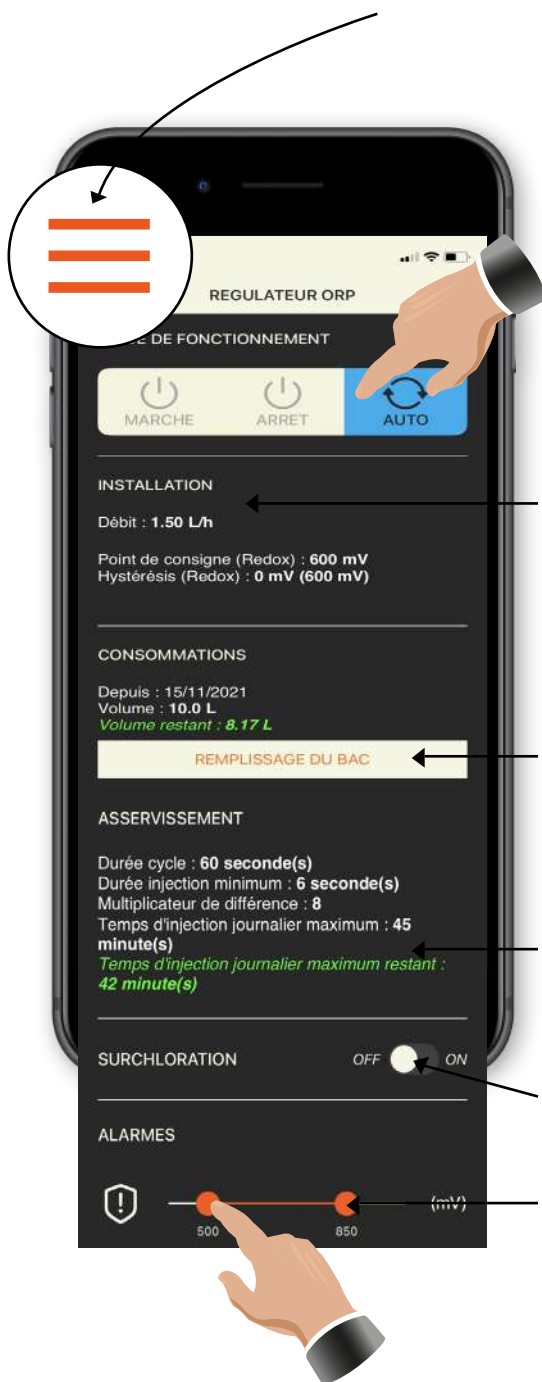 REGULATEUR ORP
DE FONCTIONNEMENT
MARCHE
ARRET
AUTO
INSTALLATION
Débit : 1.50 L/h
Point de consigne (Redox) : 600 mV
Hystérésis (Redox) : 0 mV (600 mV)
CONSOMMATIONS
Depuis : 15/11/2021
Volume : 10.0 L
Volume restant : 8.17 L
REMPLISSAGE DU BAC
ASSERVISSEMENT
Durée cycle : 60 seconde(s)
Durée injection minimum : 6 seconde(s)
Multiplicateur de différence : 8
Temps d'injection journalier maximum : 45
minute(s)
Temps d'injection journalier maximum restant :
42 minute(s)
SURCHLORATION
OFF
ON
ALARMES
(mV)
500
850